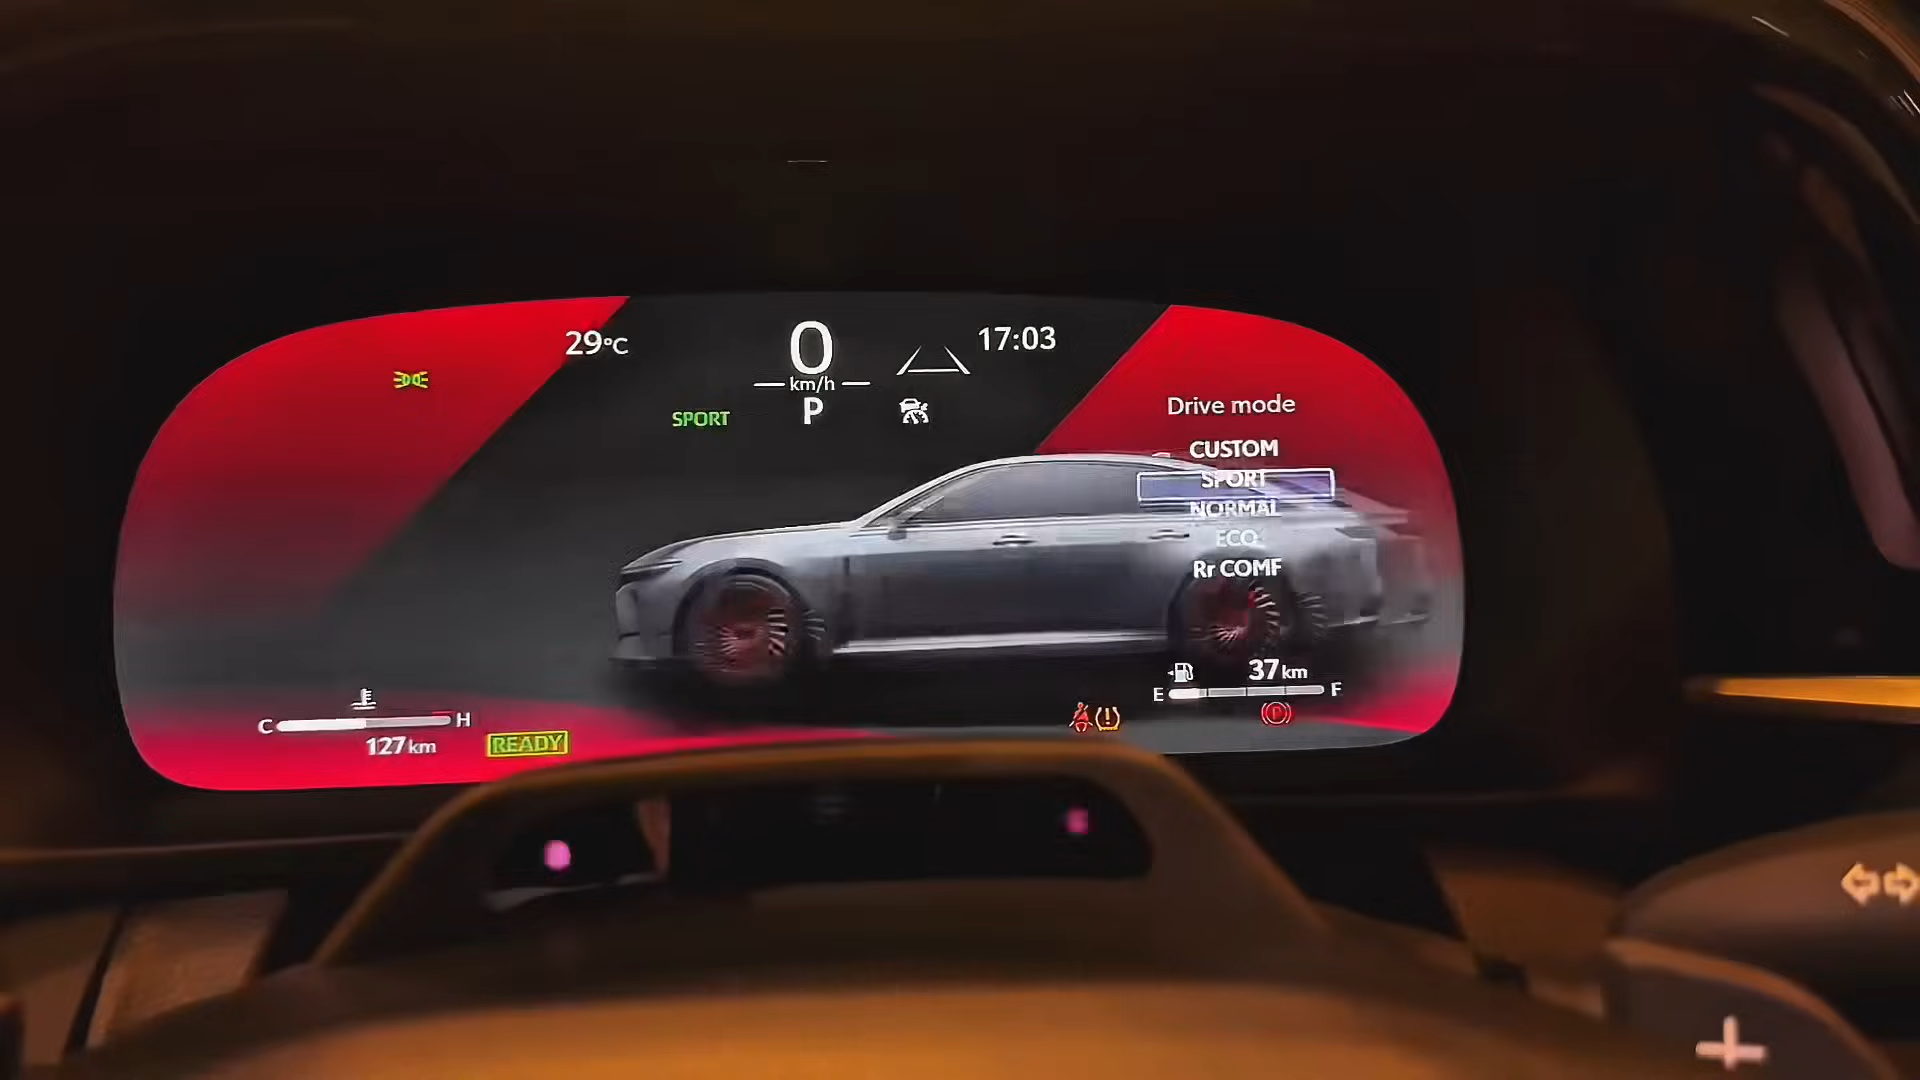 29°C
0
km/h
P
17:03
SPORT
Drive mode
CUSTOM
SPORT
NORMAL
ECO
Rr COMF
37 km
E F
C H
127 km
READY